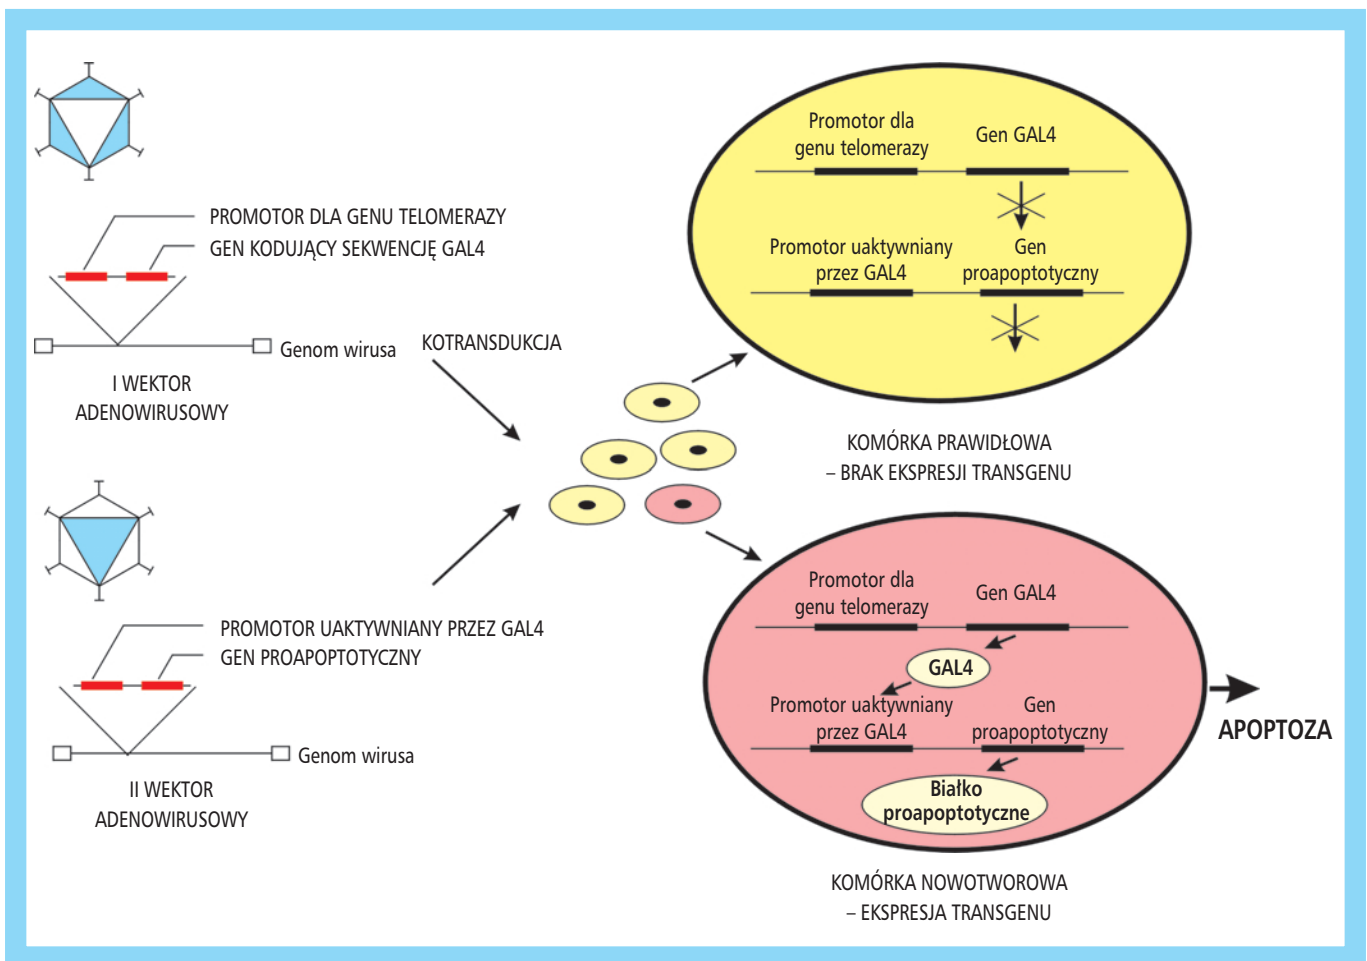 PROMOTOR DLA GENU TELOMERAZY
GEN KODUJĄCY SEKWENCJĘ GAL4
Genom wirusa
I WEKTOR
ADENOWIRUSOWY
KOTRANSDUKCJA
PROMOTOR UAKTYWNIANY PRZEZ GAL4
GEN PROAPOPTOTYCZNY
Genom wirusa
II WEKTOR
ADENOWIRUSOWY
Promotor dla
genu telomerazy
Gen GAL4
Promotor uaktywniany
przez GAL4
Gen
proapoptotyczny
KOMÓRKA PRAWIDŁOWA
– BRAK EKSPRESJI TRANSGENU
Promotor dla
genu telomerazy
Gen GAL4
GAL4
Promotor uaktywniany
przez GAL4
Gen
proapoptotyczny
Białko
proapoptotyczne
APOPTOZA
KOMÓRKA NOWOTWOROWA
– EKSPRESJA TRANSGENU